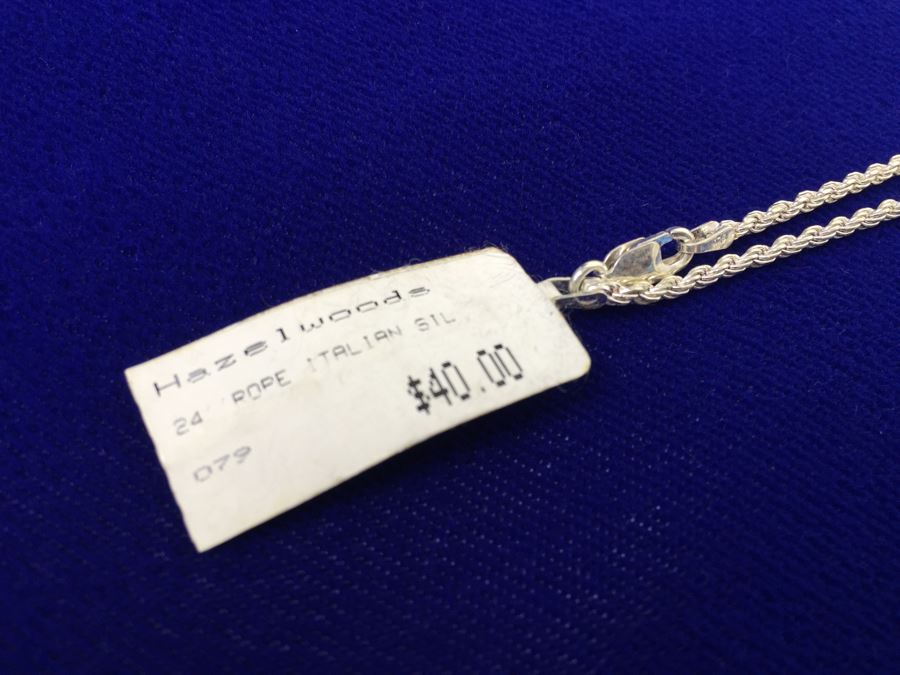 Hazelwoods
24" ROPE ITALIAN SIL
$40.00
079